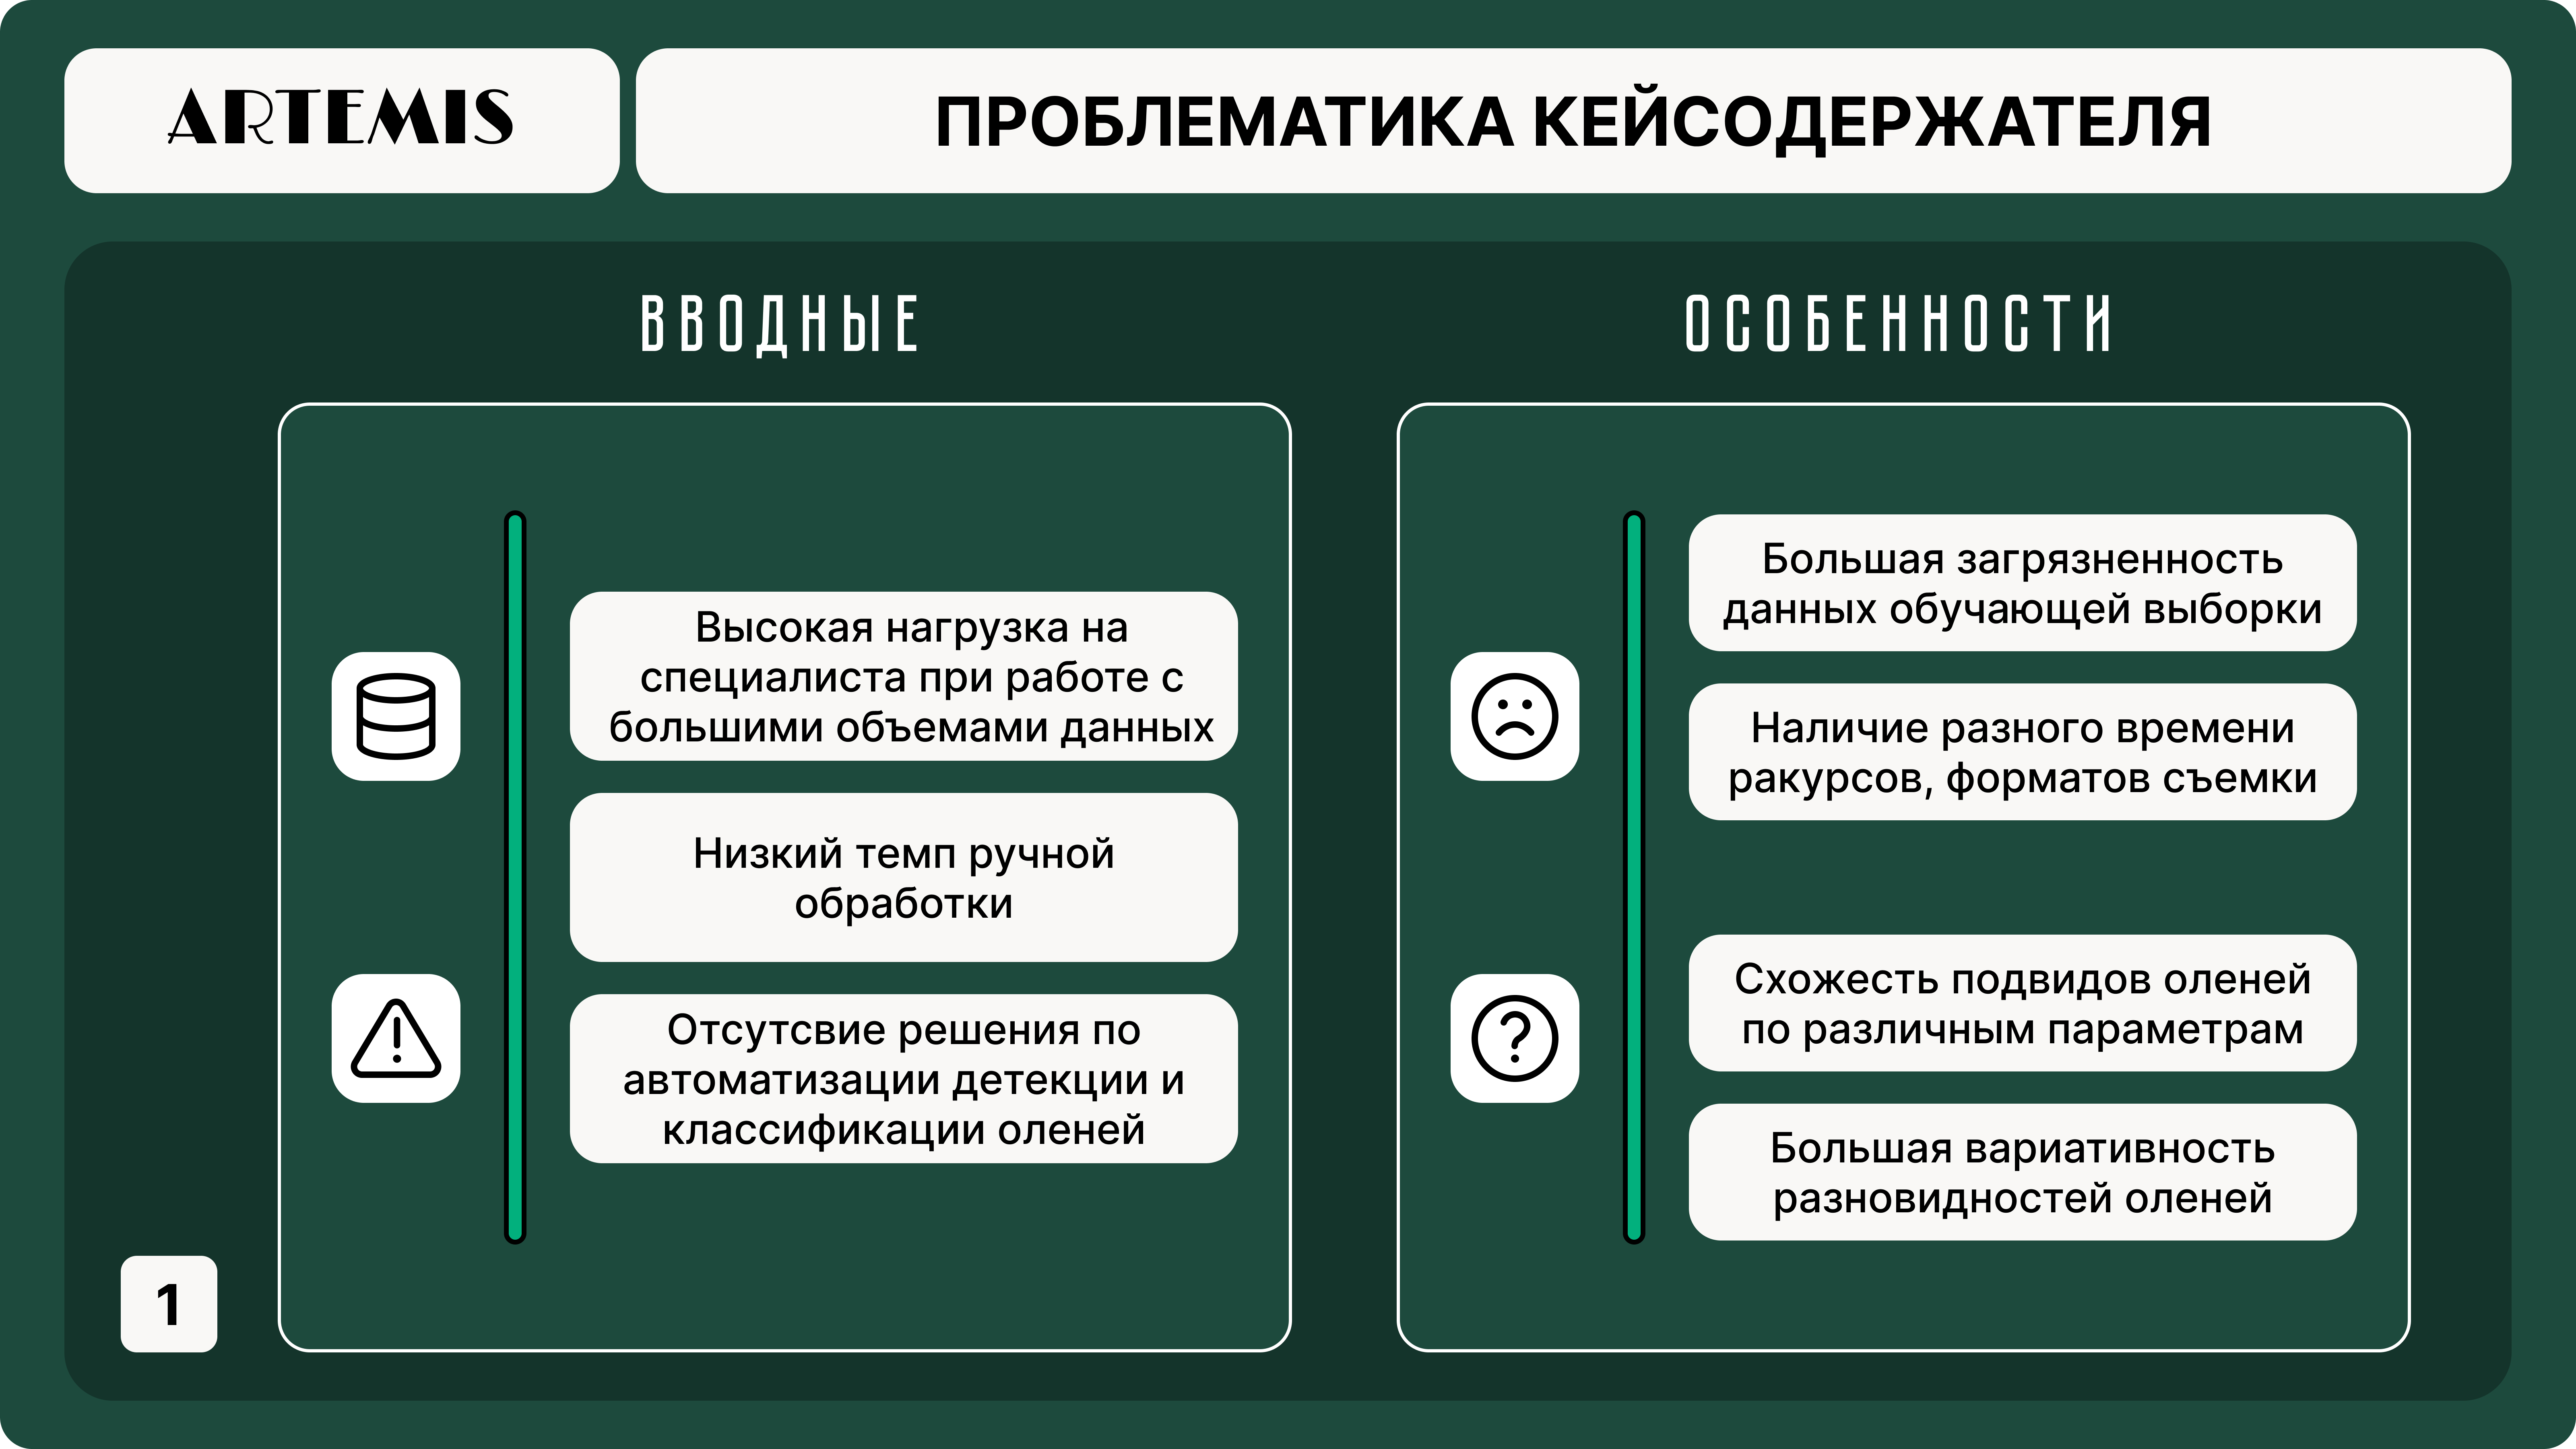 ARTEMIS
ПРОБЛЕМАТИКА КЕЙСОДЕРЖАТЕЛЯ
ВВОДНЫЕ
Высокая нагрузка на
специалиста при работе с
большими объемами данных
Низкий темп ручной
обработки
Отсутсвие решения по
автоматизации детекции и
классификации оленей
ОСОБЕННОСТИ
Большая загрязненность
данных обучающей выборки
Наличие разного времени
ракурсов, форматов съемки
Схожесть подвидов оленей
по различным параметрам
Большая вариативность
разновидностей оленей
1